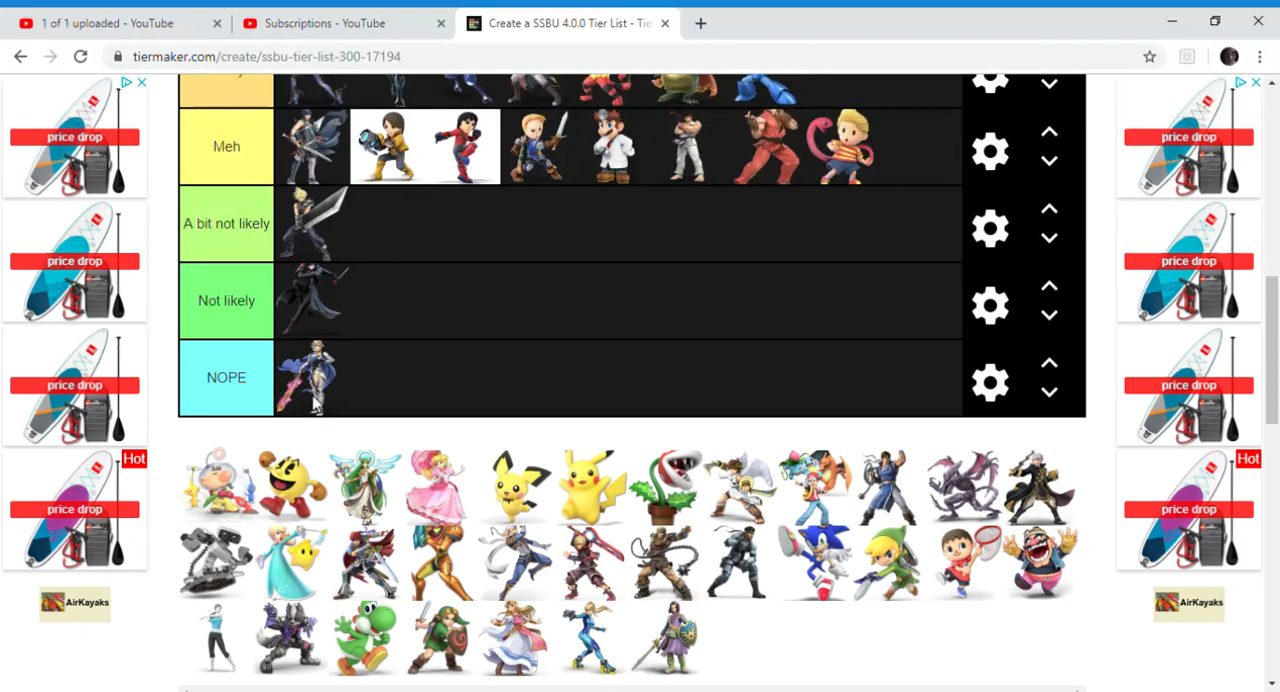 1 of 1 uploaded - YouTube
Subscriptions - YouTube
Create a SSBU 4.0.0 Tier List - Tie
tiermaker.com/create/ssbu-tier-list-300-17194
Meh
A bit not likely
Not likely
NOPE
price drop
price drop
price drop
Hot
price drop
AirKayaks
price drop
price drop
price drop
Hot
price drop
AirKayaks